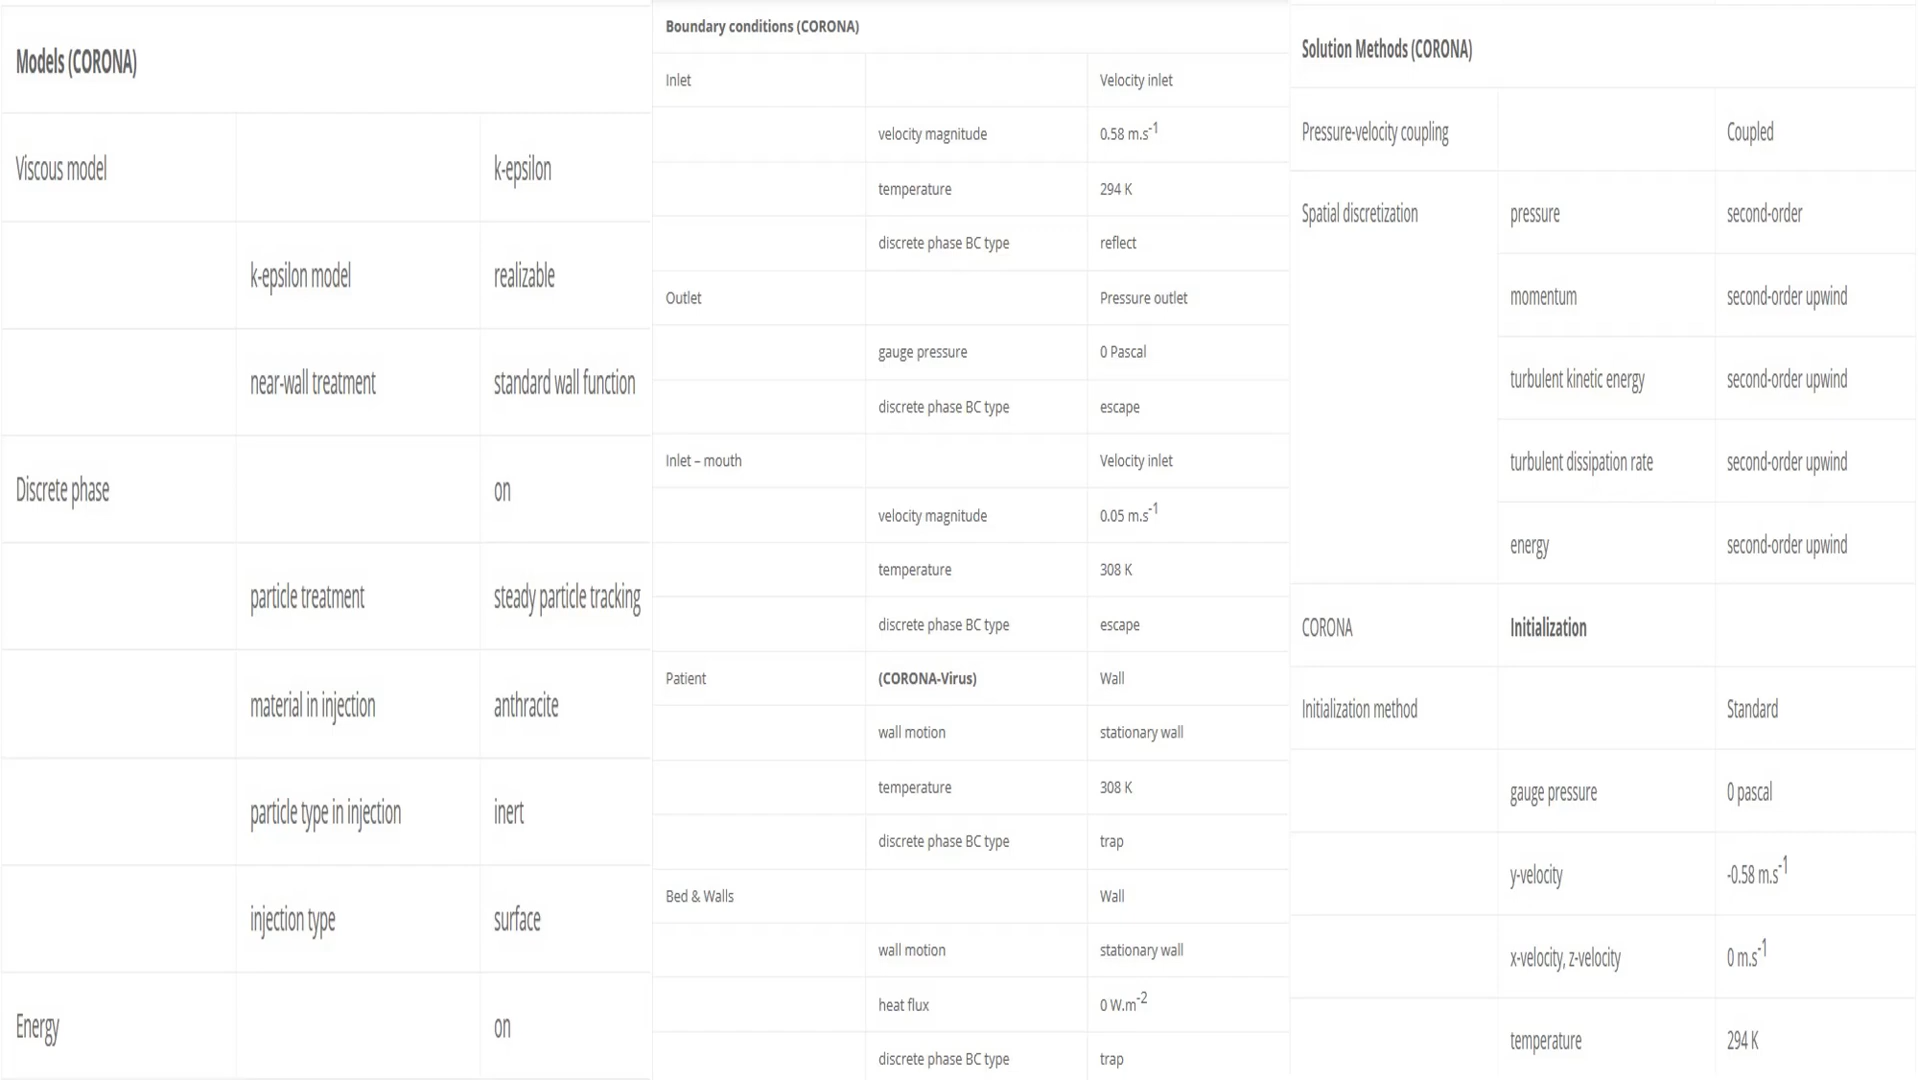 Models (CORONA)
Viscous model k-epsilon
k-epsilon model realizable
near-wall treatment standard wall function
Discrete phase on
particle treatment steady particle tracking
material in injection anthracite
particle type in injection inert
injection type surface
Energy on
Boundary conditions (CORONA)
Inlet Velocity inlet
velocity magnitude 0.58 m.s-1
temperature 294 K
discrete phase BC type reflect
Outlet Pressure outlet
gauge pressure 0 Pascal
discrete phase BC type escape
Inlet – mouth Velocity inlet
velocity magnitude 0.05 m.s-1
temperature 308 K
discrete phase BC type escape
Patient (CORONA-Virus) Wall
wall motion stationary wall
temperature 308 K
discrete phase BC type trap
Bed & Walls Wall
wall motion stationary wall
heat flux 0 W.m-2
discrete phase BC type trap
Solution Methods (CORONA)
Pressure-velocity coupling Coupled
Spatial discretization pressure second-order
momentum second-order upwind
turbulent kinetic energy second-order upwind
turbulent dissipation rate second-order upwind
energy second-order upwind
CORONA Initialization
Initialization method Standard
gauge pressure 0 pascal
y-velocity -0.58 m.s-1
x-velocity, z-velocity 0 m.s-1
temperature 294 K